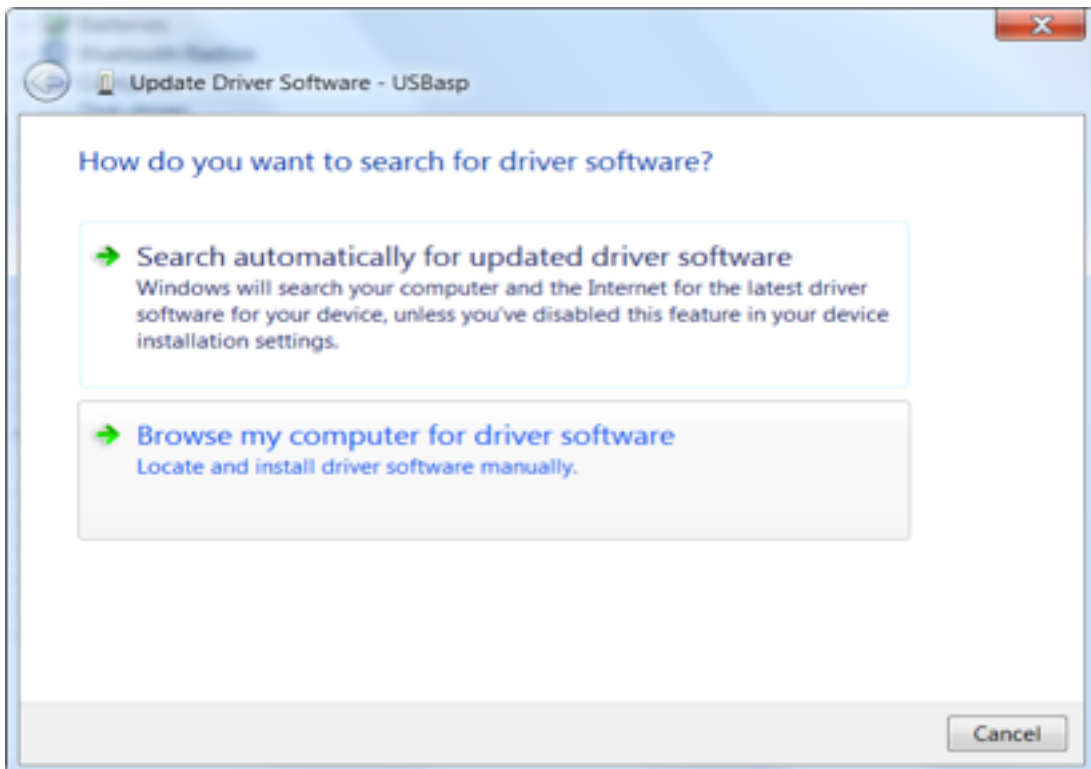 Batteries
Bluetooth Radios
Update Driver Software - USBasp
How do you want to search for driver software?
Search automatically for updated driver software
Windows will search your computer and the Internet for the latest driver
software for your device, unless you've disabled this feature in your device
installation settings.
Browse my computer for driver software
Locate and install driver software manually.
Cancel